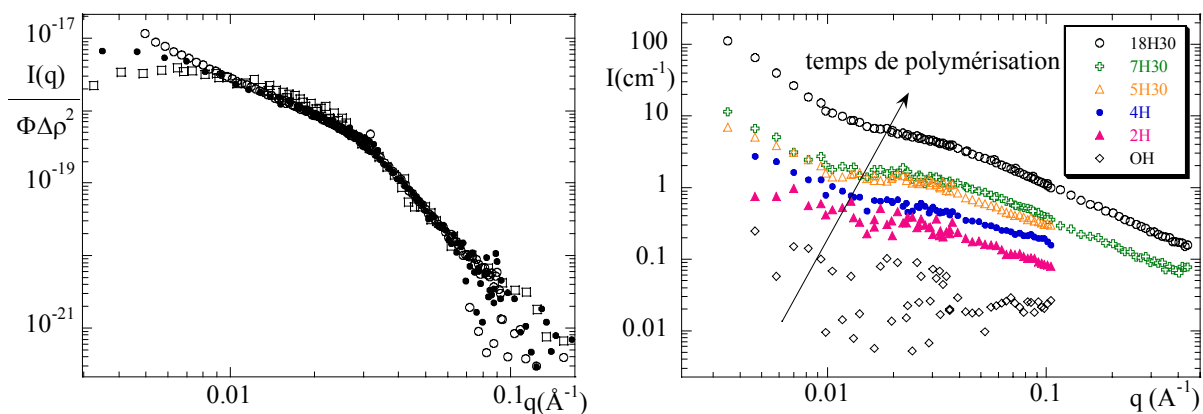 10⁻¹⁷
I(q)
ΦΔρ²
10⁻¹⁹
10⁻²¹
0.01
q(Å⁻¹)
0.1
100
I(cm⁻¹)
10
1
0.1
0.01
temps de polymérisation
18H30
7H30
5H30
4H
2H
OH
0.01
0.1
q (A⁻¹)